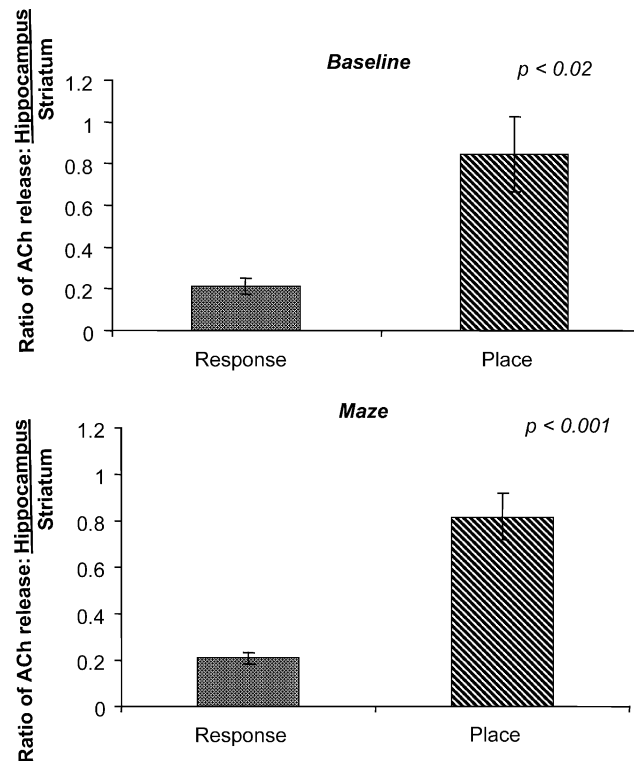 Baseline
p < 0.02
Ratio of ACh release: Hippocampus
Striatum
1.2
1
0.8
0.6
0.4
0.2
0
Response Place
Maze
p < 0.001
Ratio of ACh release: Hippocampus
Striatum
1.2
1
0.8
0.6
0.4
0.2
0
Response Place